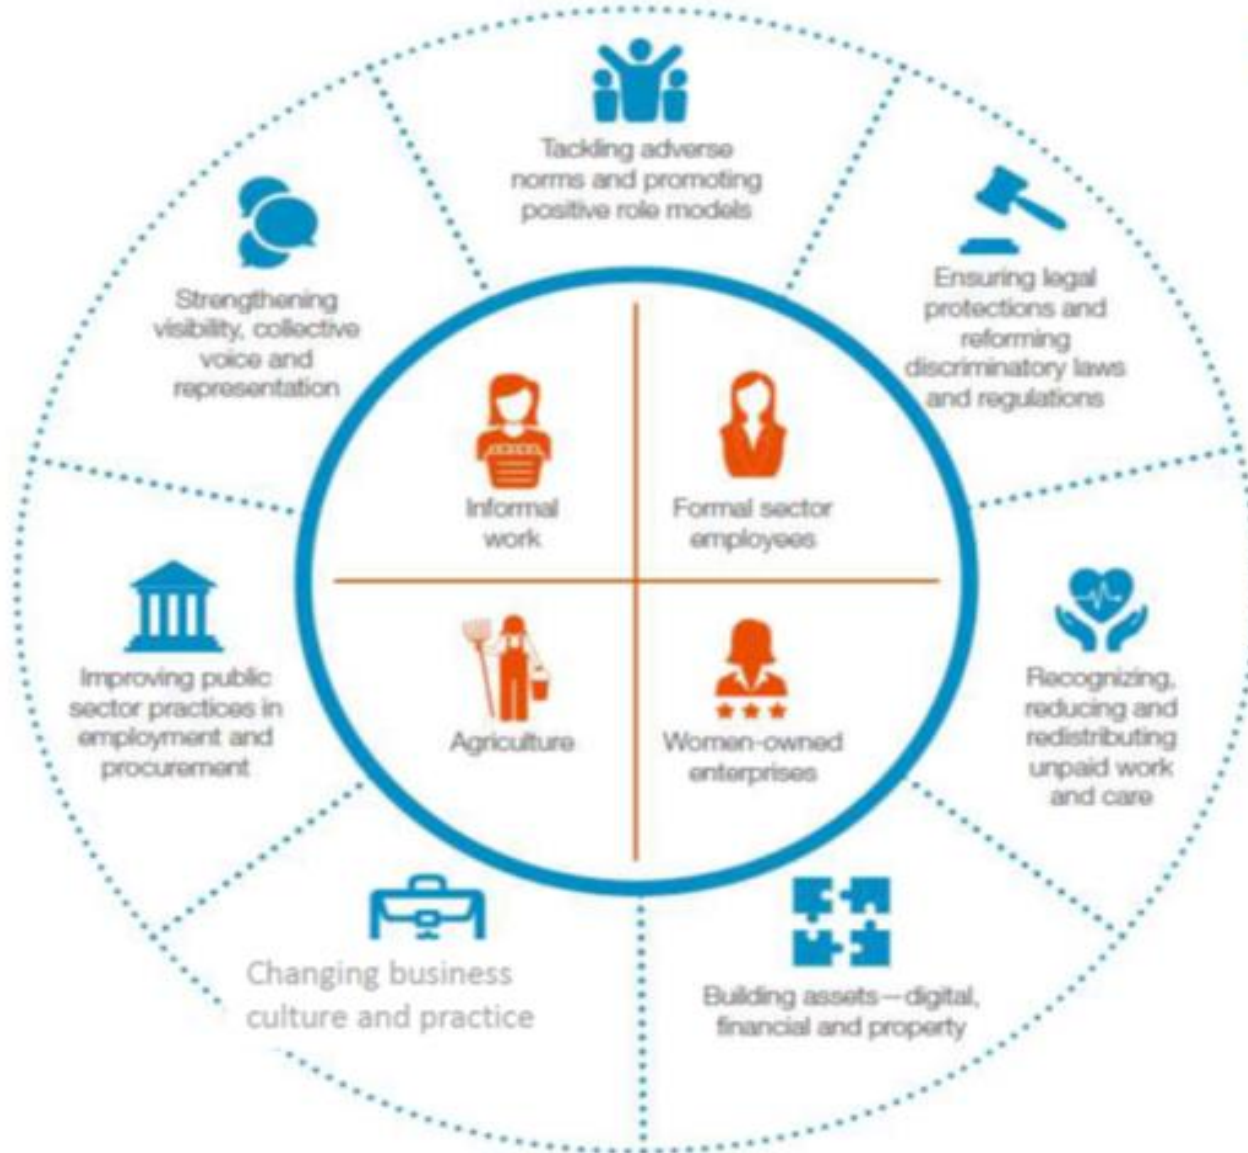 Tackling adverse
norms and promoting
positive role models
Ensuring legal
protections and
reforming
discriminatory laws
and regulations
Recognizing,
reducing and
redistributing
unpaid work
and care
Building assets—digital,
financial and property
Changing business
culture and practice
Improving public
sector practices in
employment and
procurement
Strengthening
visibility, collective
voice and
representation
Informal
work
Formal sector
employees
Agriculture
Women-owned
enterprises